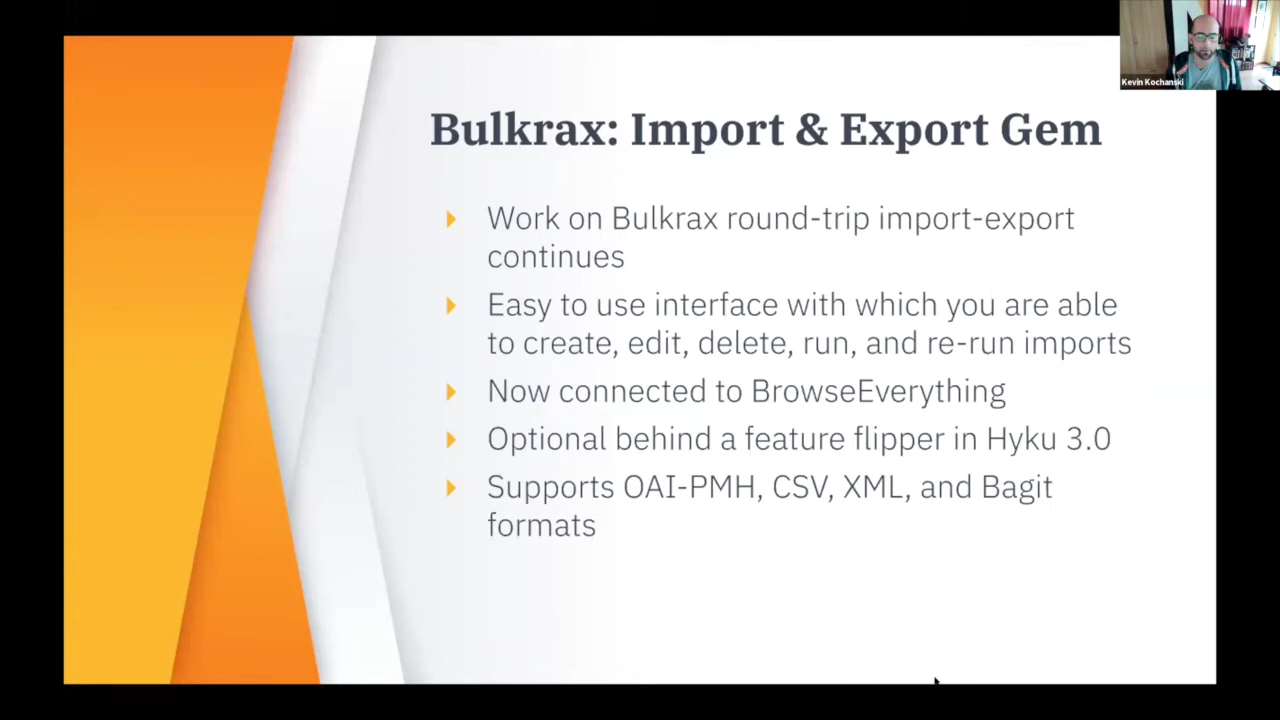 Kevin Kochanski
Bulkrax: Import & Export Gem
Work on Bulkrax round-trip import-export
continues
Easy to use interface with which you are able
to create, edit, delete, run, and re-run imports
Now connected to BrowseEverything
Optional behind a feature flipper in Hyku 3.0
Supports OAI-PMH, CSV, XML, and Bagit
formats